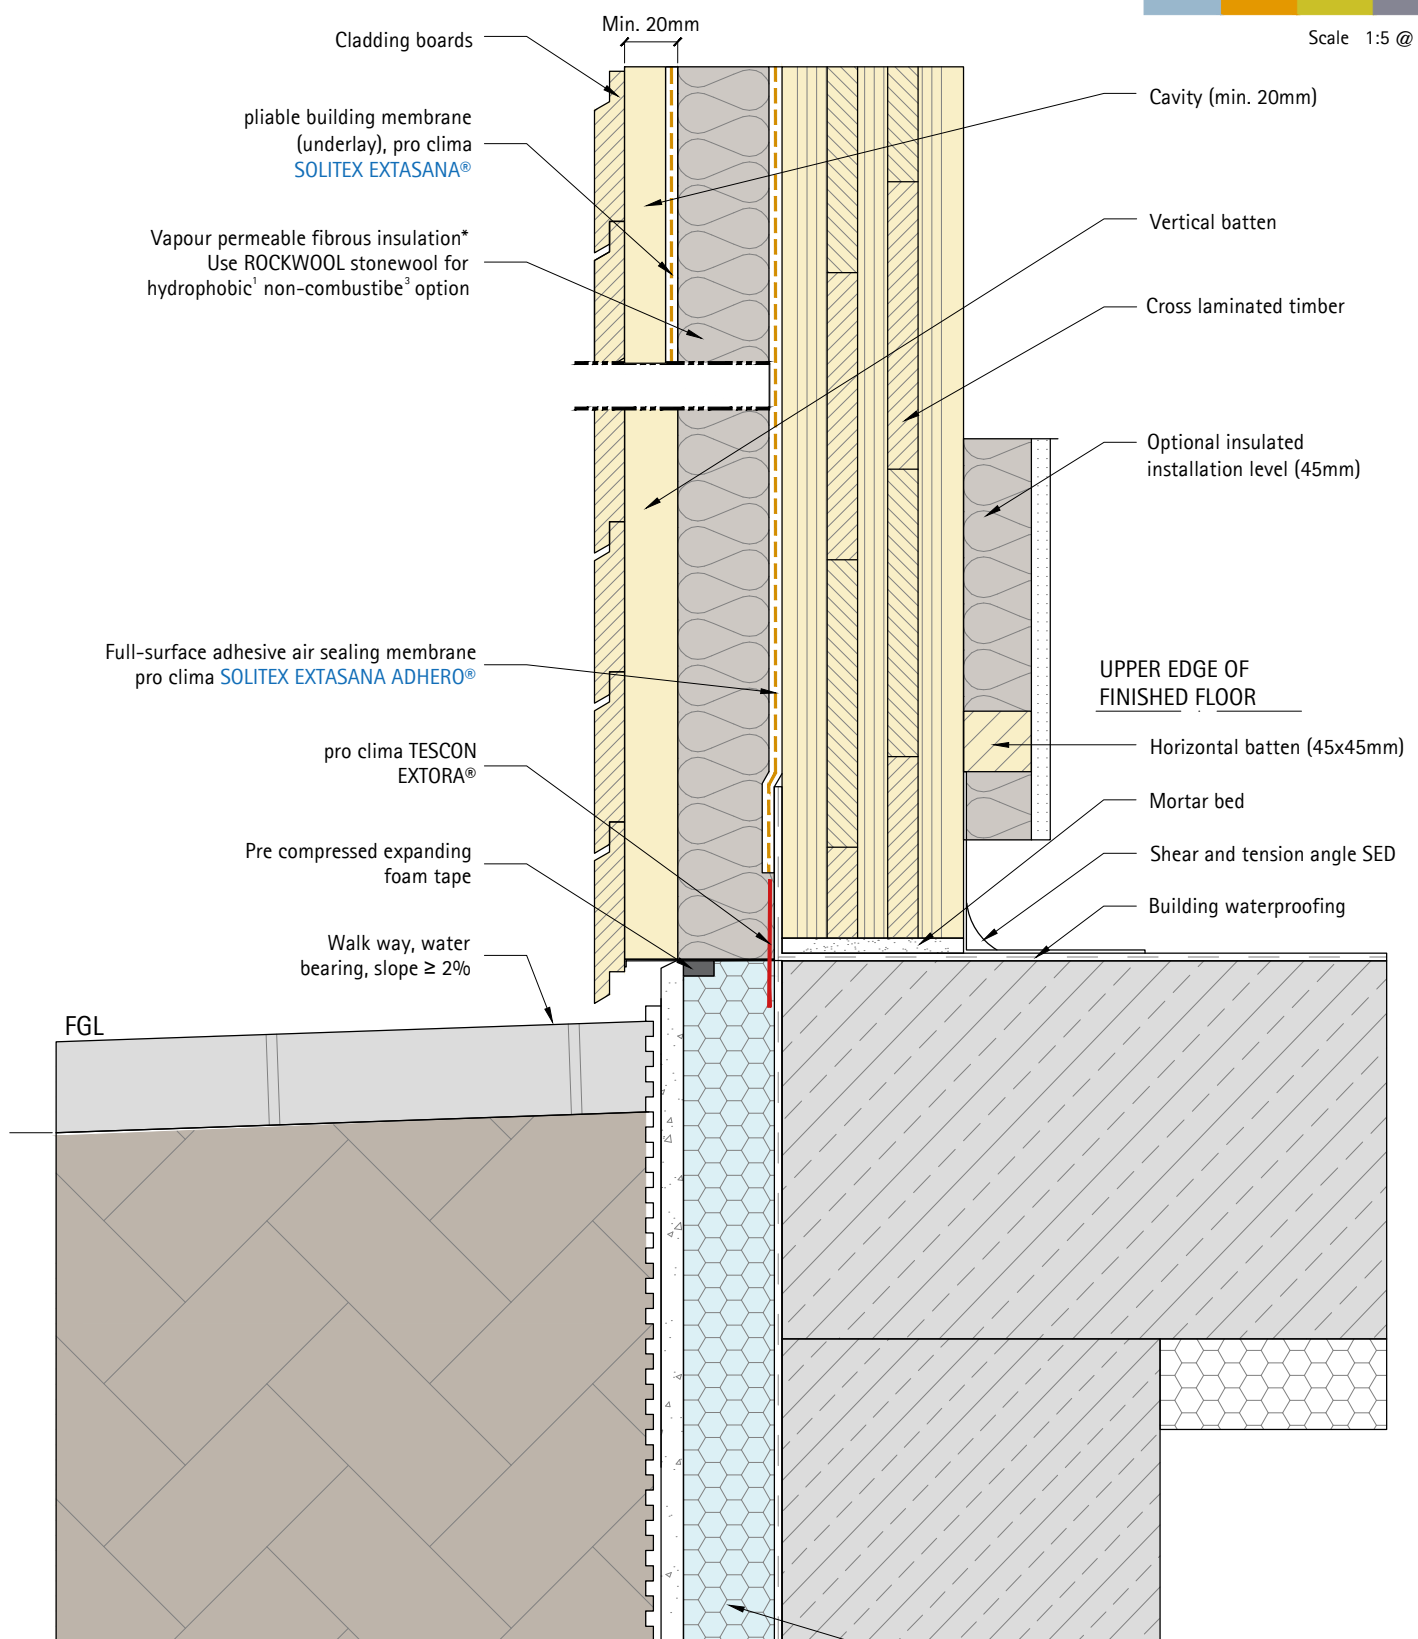 Scale 1:5 @
Min. 20mm
Cladding boards
pliable building membrane
(underlay), pro clima
SOLITEX EXTASANA®
Vapour permeable fibrous insulation*
Use ROCKWOOL stonewool for
hydrophobic¹ non-combustibe³ option
Full-surface adhesive air sealing membrane
pro clima SOLITEX EXTASANA ADHERO®
pro clima TESCON
EXTORA®
Pre compressed expanding
foam tape
Walk way, water
bearing, slope ≥ 2%
FGL
Cavity (min. 20mm)
Vertical batten
Cross laminated timber
Optional insulated
installation level (45mm)
UPPER EDGE OF
FINISHED FLOOR
Horizontal batten (45x45mm)
Mortar bed
Shear and tension angle SED
Building waterproofing